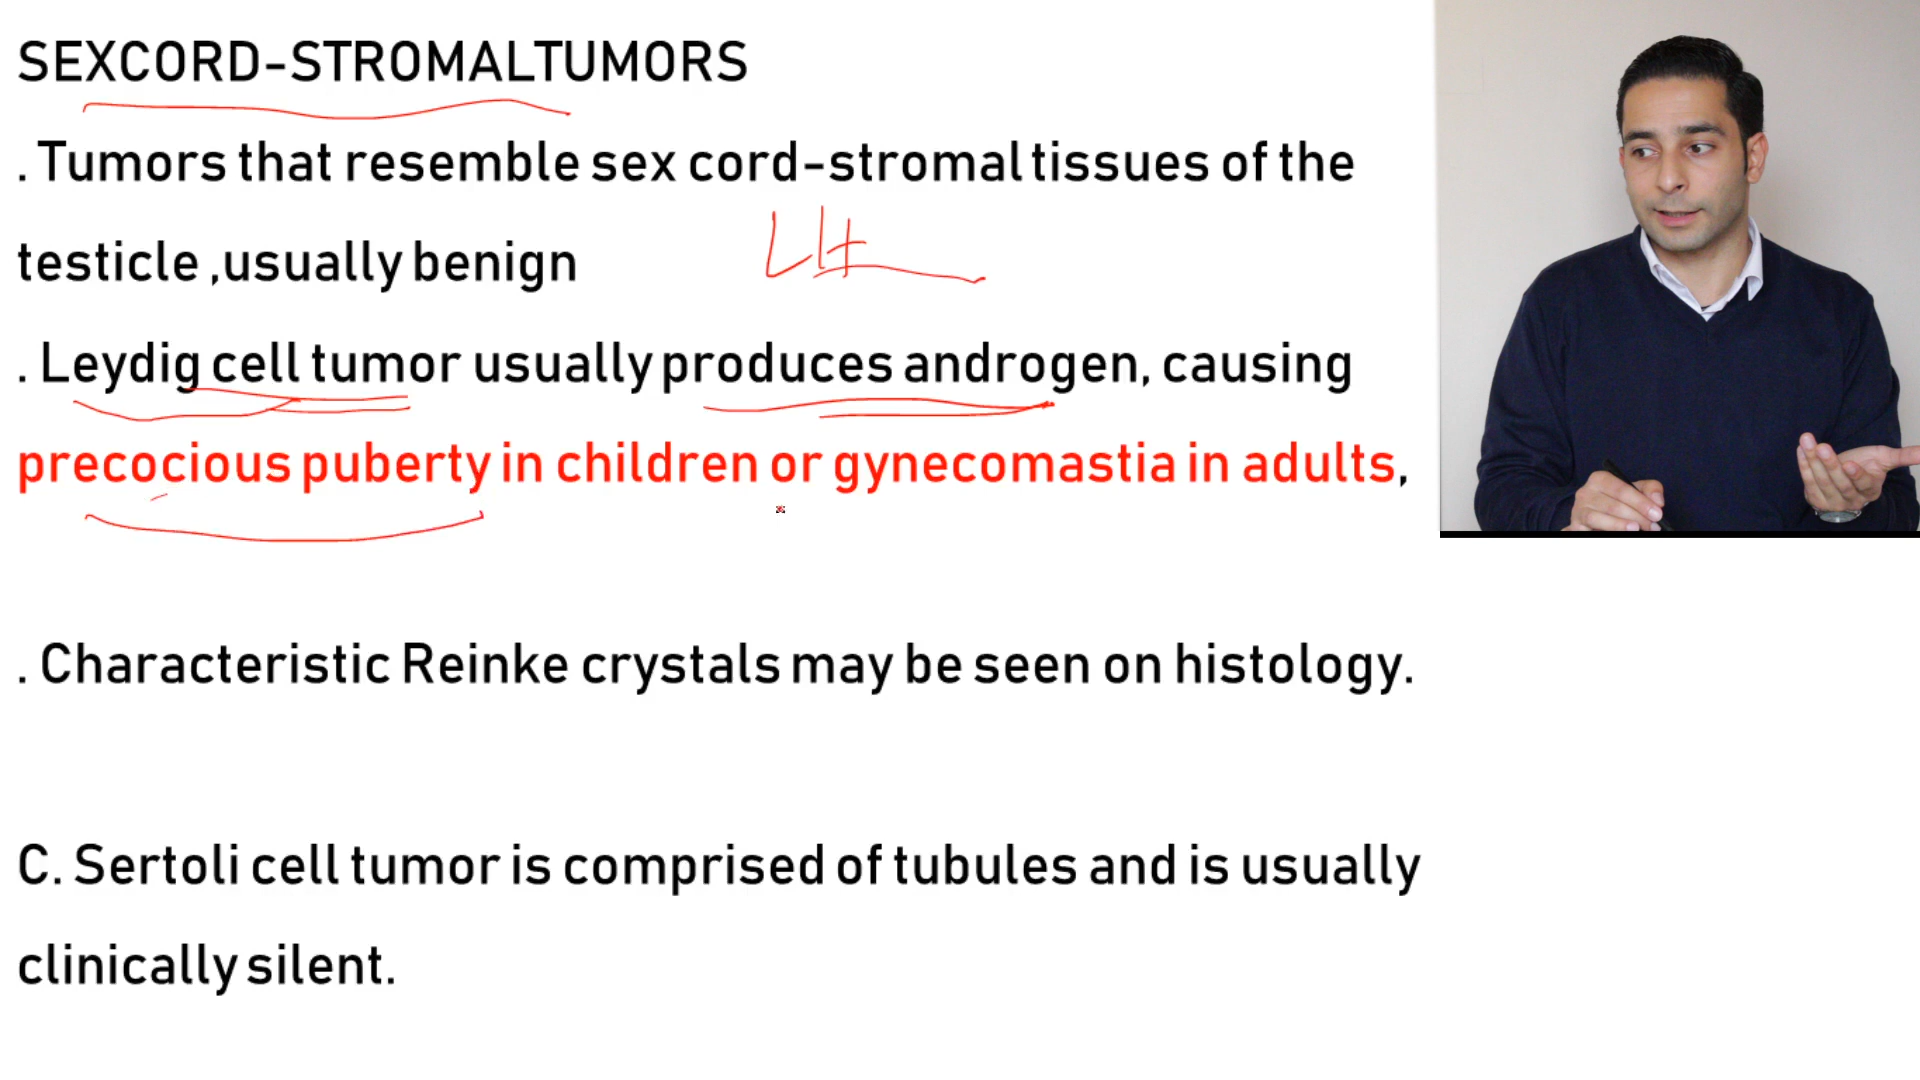 SEXCORD-STROMALTUMORS
. Tumors that resemble sex cord-stromal tissues of the
testicle ,usually benign
LH
. Leydig cell tumor usually produces androgen, causing
precocious puberty in children or gynecomastia in adults,
. Characteristic Reinke crystals may be seen on histology.
C. Sertoli cell tumor is comprised of tubules and is usually
clinically silent.